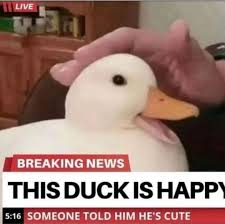 LIVE
BREAKING NEWS
THIS DUCK IS HAPPY
5:16 SOMEONE TOLD HIM HE'S CUTE